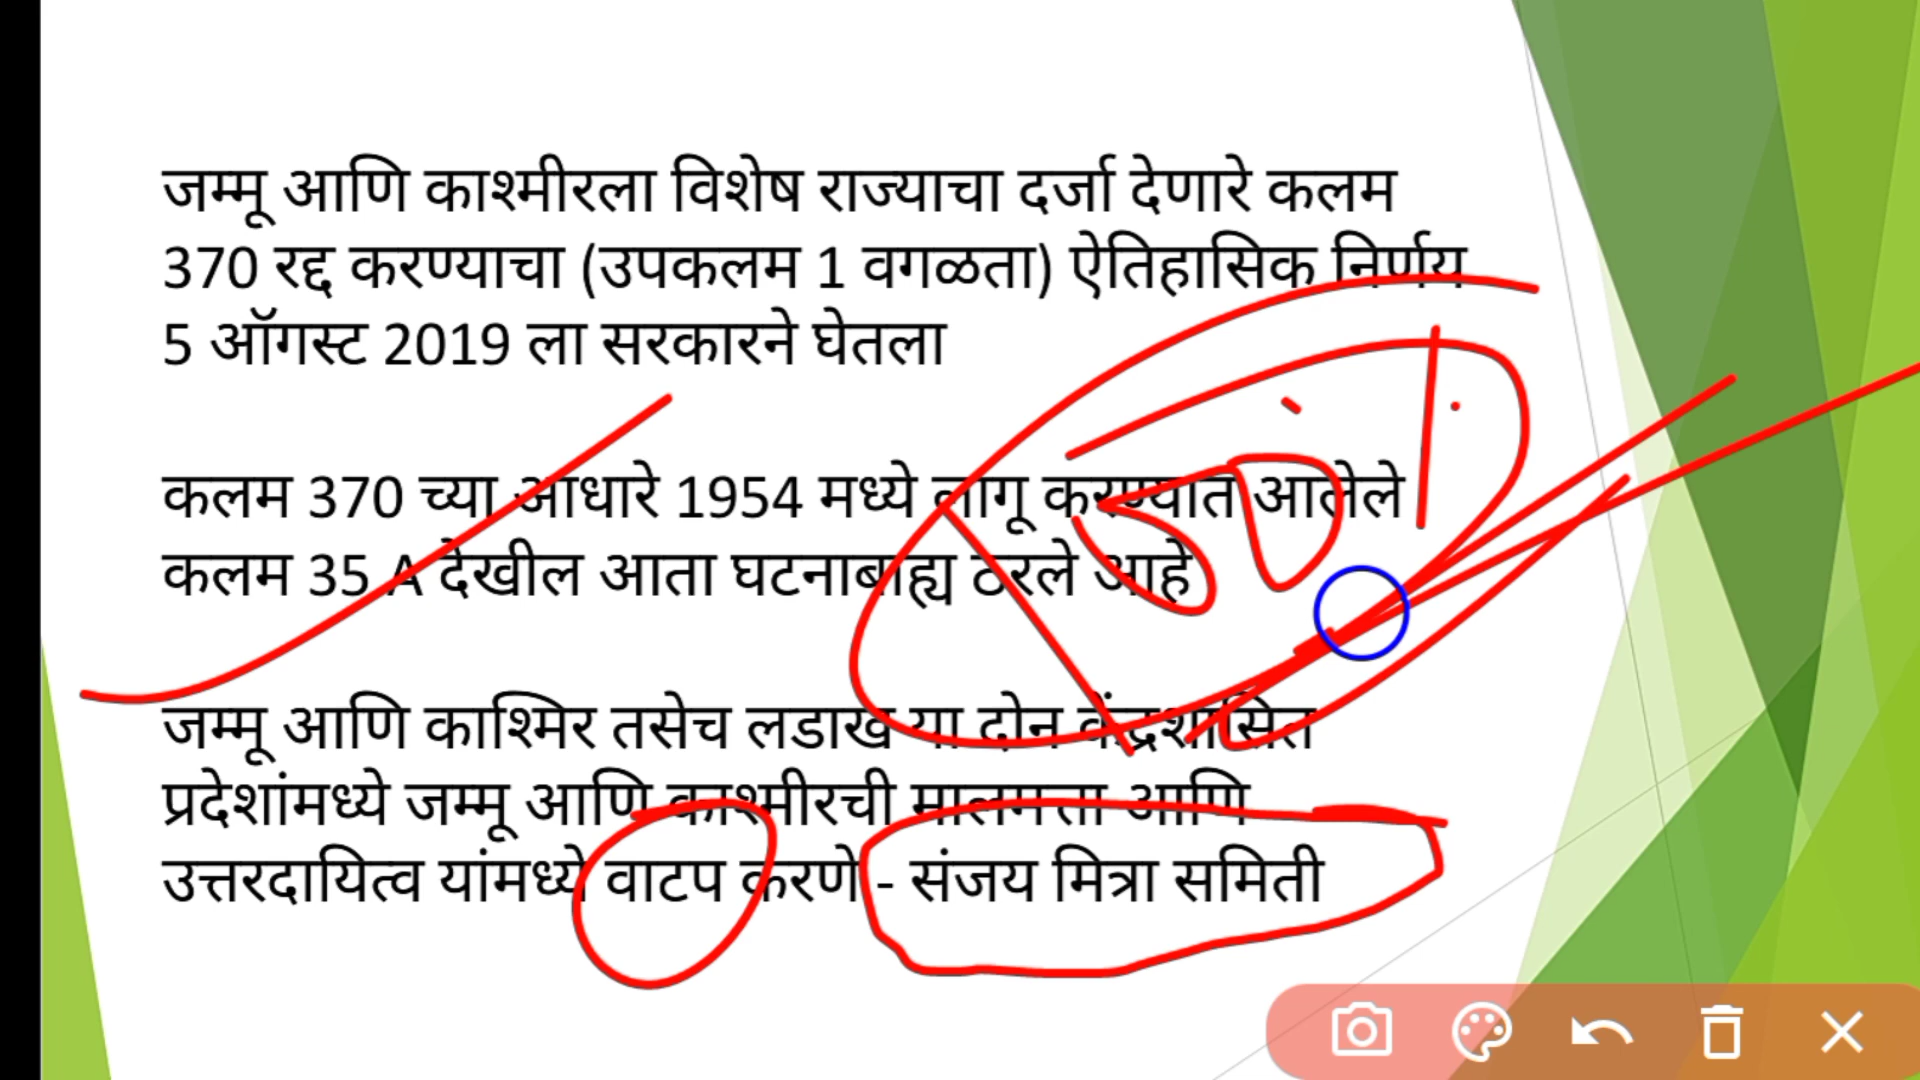 जम्मू आणि काश्मीरला विशेष राज्याचा दर्जा देणारे कलम
370 रद्द करण्याचा (उपकलम 1 वगळता) ऐतिहासिक निर्णय
5 ऑगस्ट 2019 ला सरकारने घेतला
कलम 370 च्या आधारे 1954 मध्ये लागू करण्यात आलेले
कलम 35 A देखील आता घटनाबाह्य ठरले आहे
जम्मू आणि काश्मिर तसेच लडाख या दोन केंद्रशासित
प्रदेशांमध्ये जम्मू आणि काश्मीरची मालमत्ता आणि
उत्तरदायित्व यांमध्ये वाटप करणे - संजय मित्रा समिती